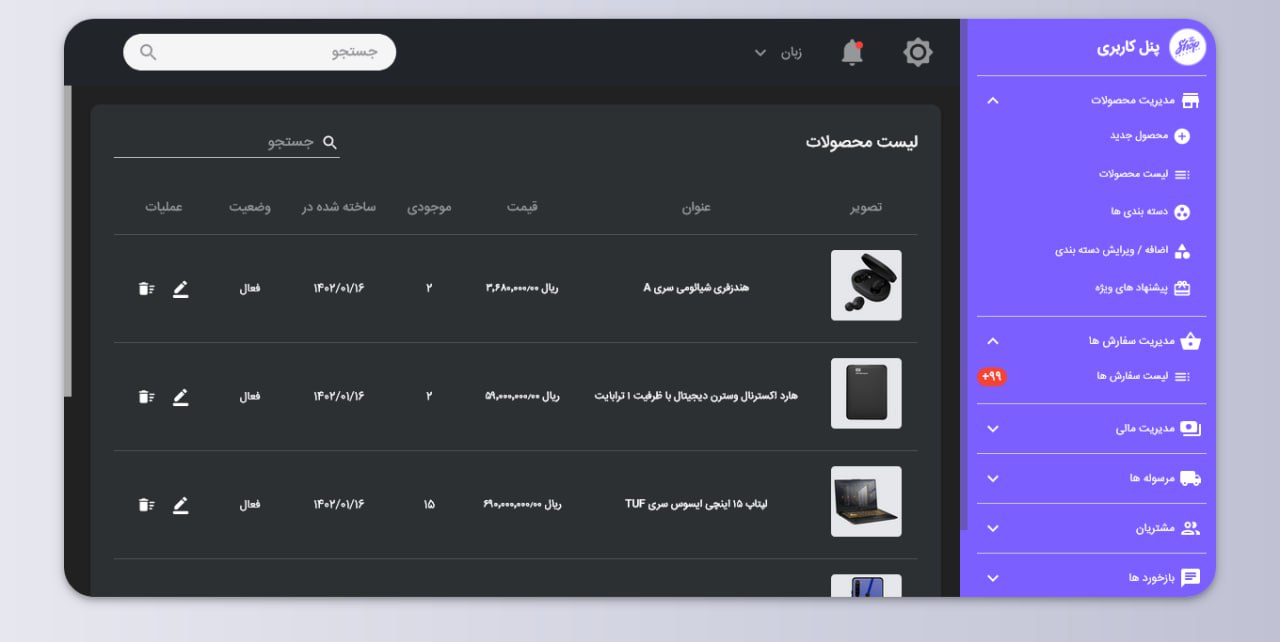 The Shop
پنل کاربری
مدیریت محصولات
محصول جدید
لیست محصولات
دسته بندی ها
اضافه / ویرایش دسته بندی
پیشنهاد های ویژه
مدیریت سفارش ها
لیست سفارش ها
+۹۹
مدیریت مالی
مرسوله ها
مشتریان
بازخورد ها
زبان
جستجو
لیست محصولات
جستجو
تصویر عنوان قیمت موجودی ساخته شده در وضعیت عملیات
هندزفری شیائومی سری A ریال ۳,۶۸۰,۰۰۰/۰۰ ۲ ۱۴۰۲/۰۱/۱۶ فعال
هارد اکسترنال وسترن دیجیتال با ظرفیت ۱ ترابایت ریال ۵۹,۰۰۰,۰۰۰/۰۰ ۲ ۱۴۰۲/۰۱/۱۶ فعال
لپتاپ ۱۵ اینچی ایسوس سری TUF ریال ۶۹۰,۰۰۰,۰۰۰/۰۰ ۱۵ ۱۴۰۲/۰۱/۱۶ فعال